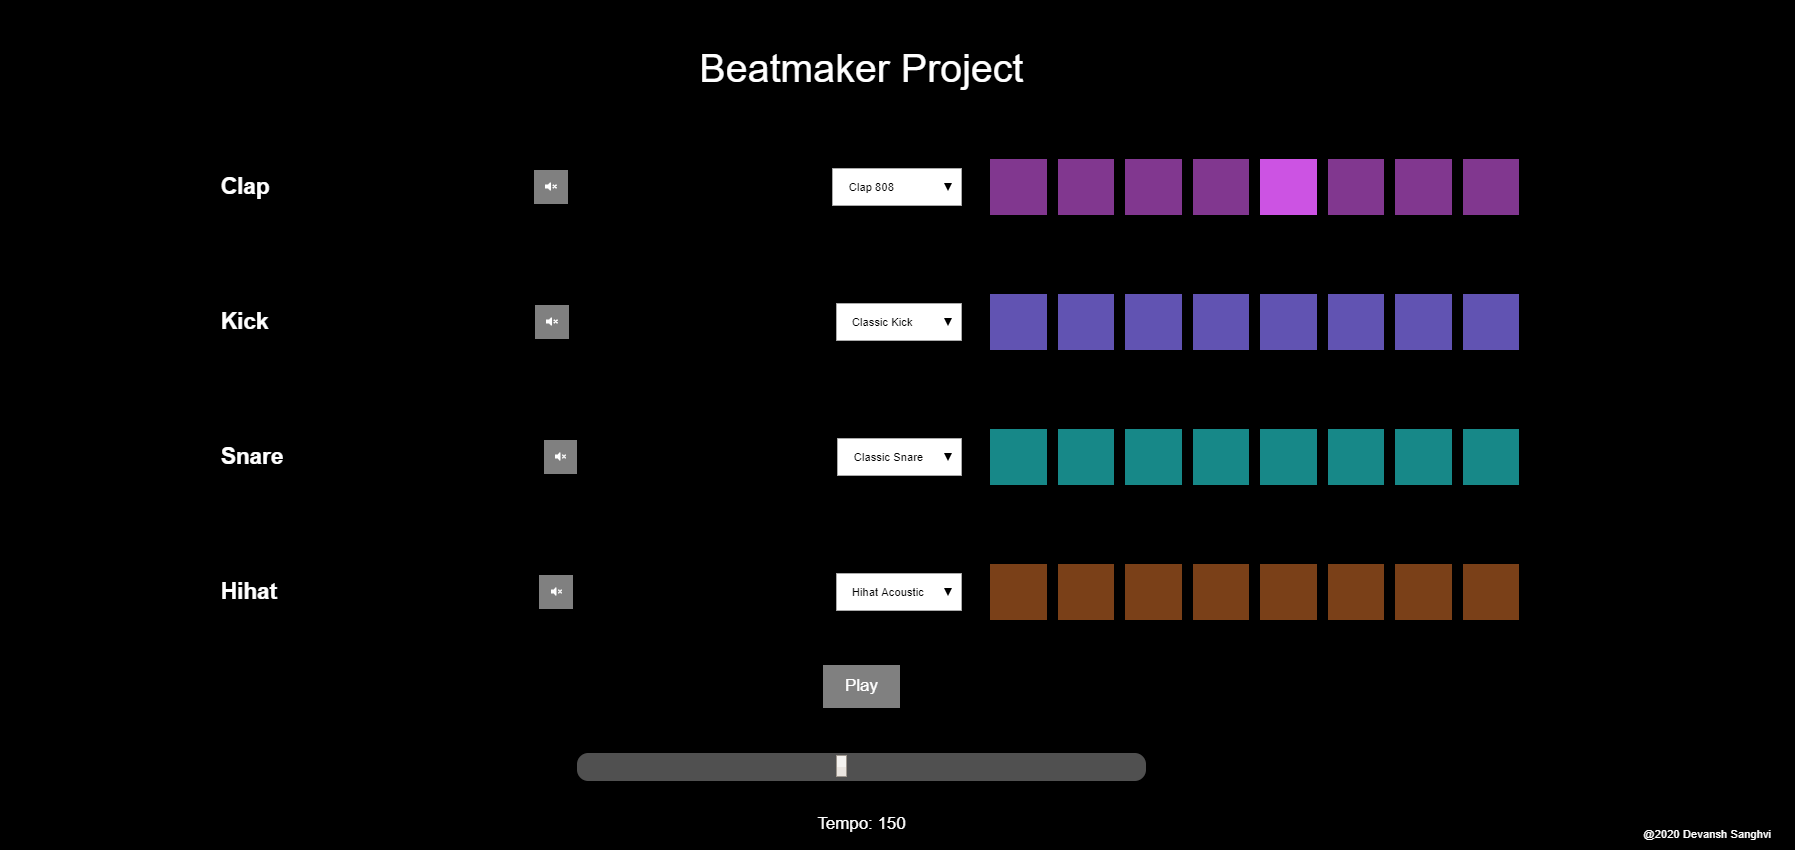 Beatmaker Project
Clap
Clap 808
Kick
Classic Kick
Snare
Classic Snare
Hihat
Hihat Acoustic
Play
Tempo: 150
@2020 Devansh Sanghvi